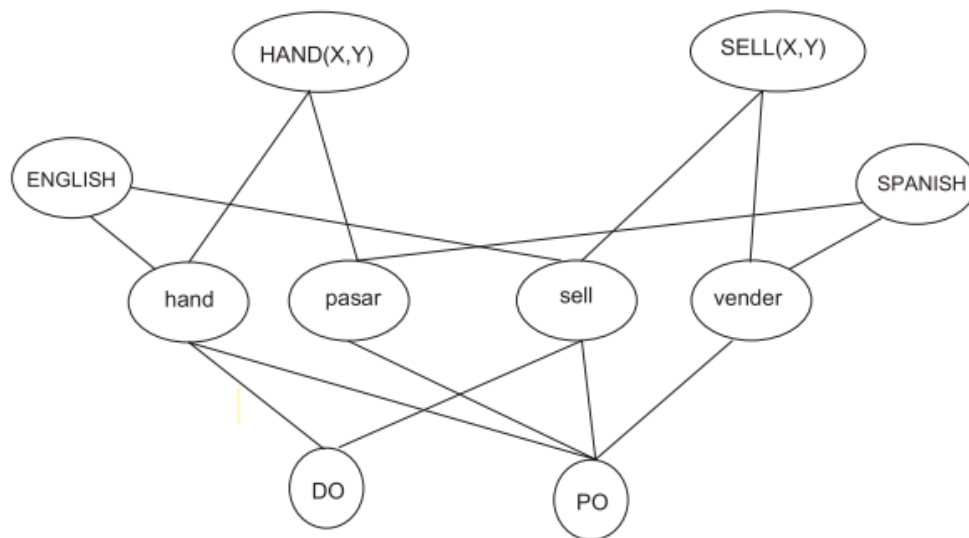 HAND(X,Y)
SELL(X,Y)
ENGLISH
SPANISH
hand
pasar
sell
vender
DO
PO